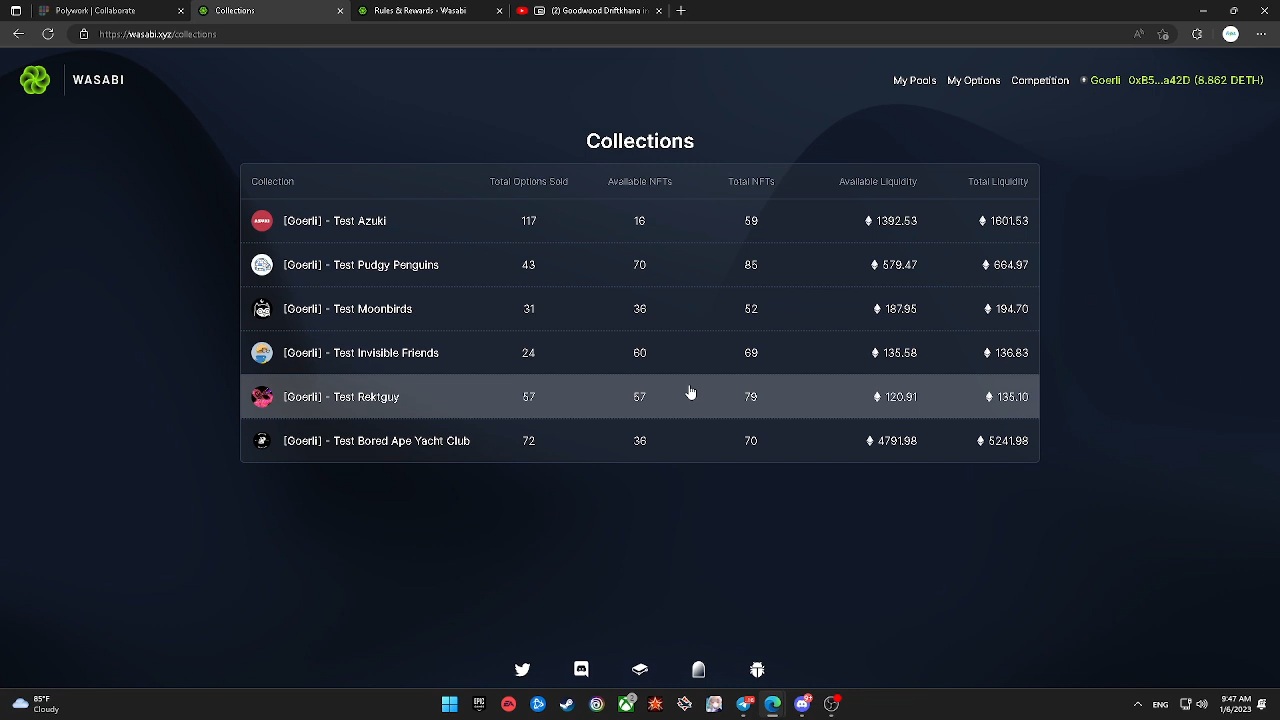 Polywork | Collaborate
Collections
Rules & Rewards - Wasabi
(2) Goodwood Driftkhana in
https://wasabi.xyz/collections
WASABI
My Pools My Options Competition Goerli 0xB5...a42D (8.862 DETH)
Collections
Collection Total Options Sold Available NFTs Total NFTs Available Liquidity Total Liquidity
[Goerli] - Test Azuki 117 16 59 1392.53 1601.53
[Goerli] - Test Pudgy Penguins 43 70 85 579.47 664.97
[Goerli] - Test Moonbirds 31 36 52 187.95 194.70
[Goerli] - Test Invisible Friends 24 60 69 135.58 136.83
[Goerli] - Test Rektguy 57 57 79 120.91 135.10
[Goerli] - Test Bored Ape Yacht Club 72 36 70 4791.98 5241.98
85°F
Cloudy
ENG
9:47 AM
1/6/2023